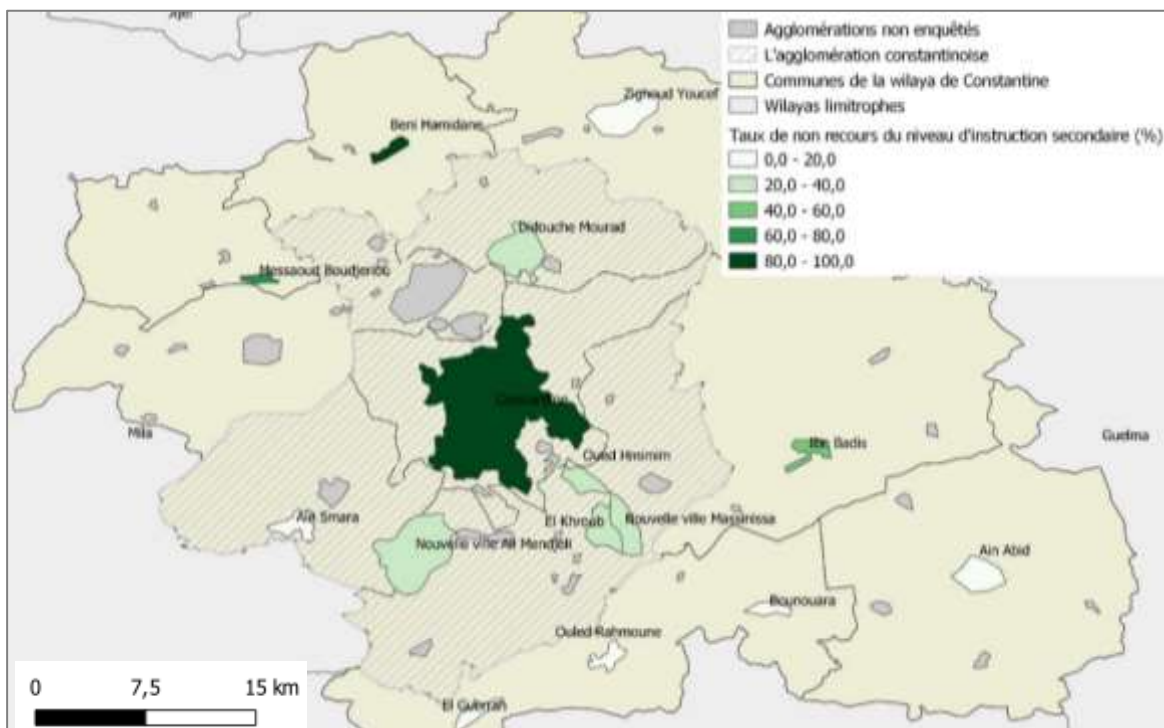 Agglomérations non enquêtés
L'agglomération constantinoise
Communes de la wilaya de Constantine
Wilayas limitrophes
Taux de non recours du niveau d'instruction secondaire (%)
0,0 - 20,0
20,0 - 40,0
40,0 - 60,0
60,0 - 80,0
80,0 - 100,0
Zighoud Youcef
Beni Hamidane
Didouche Mourad
Messaoud Boudjeriou
Mila
Guelma
Ibn Badis
Oued Hmimim
Ain Smara
El Khroub
Nouvelle ville Massinissa
Nouvelle ville Ali Mendjeli
Ain Abid
Bounouara
Ouled Rahmoune
El Guerrah
0 7,5 15 km